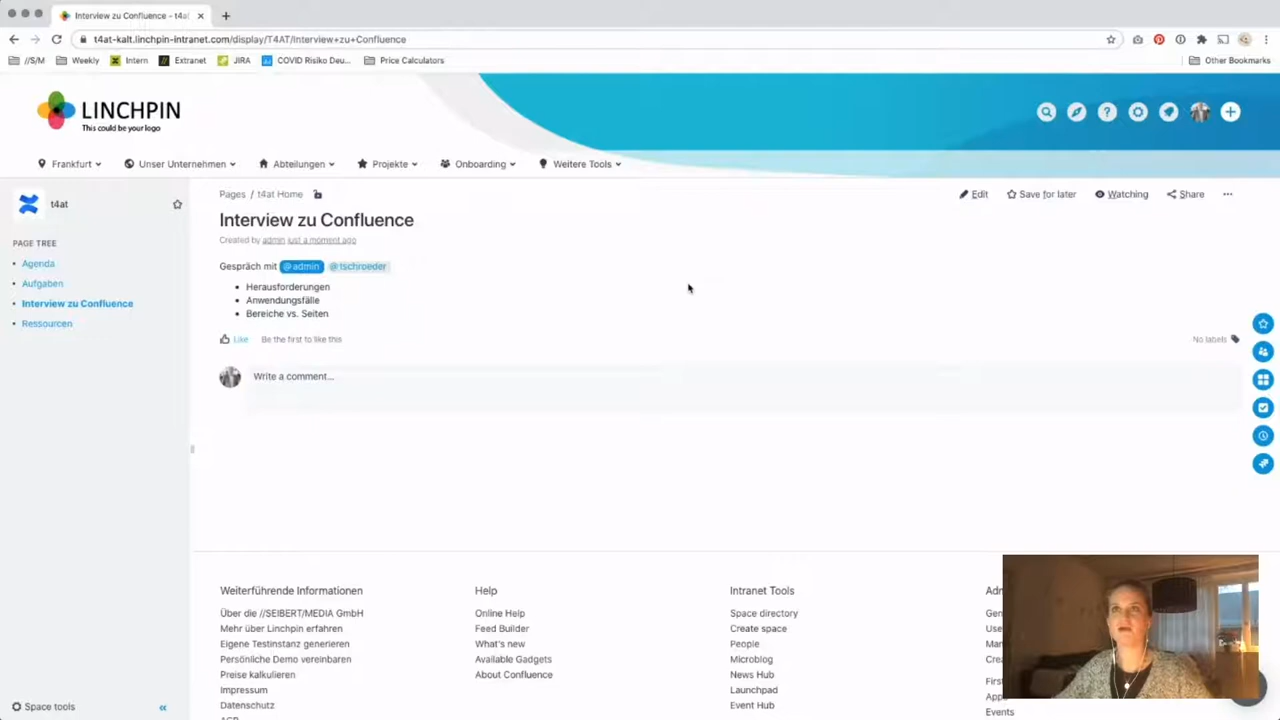 Interview zu Confluence - t4at
t4at-kalt.linchpin-intranet.com/display/T4AT/Interview+zu+Confluence
//S/M Weekly Intern Extranet JIRA COVID Risiko Deu... Price Calculators Other Bookmarks
LINCHPIN
This could be your logo
Frankfurt Unser Unternehmen Abteilungen Projekte Onboarding Weitere Tools
t4at
PAGE TREE
Agenda
Aufgaben
Interview zu Confluence
Ressourcen
Pages / t4at Home
Edit Save for later Watching Share
Interview zu Confluence
Created by admin just a moment ago
Gespräch mit @admin @tschroeder
• Herausforderungen
• Anwendungsfälle
• Bereiche vs. Seiten
Like Be the first to like this
No labels
Write a comment...
Weiterführende Informationen
Über die //SEIBERT/MEDIA GmbH
Mehr über Linchpin erfahren
Eigene Testinstanz generieren
Persönliche Demo vereinbaren
Preise kalkulieren
Impressum
Datenschutz
AGB
Help
Online Help
Feed Builder
What's new
Available Gadgets
About Confluence
Intranet Tools
Space directory
Create space
People
Microblog
News Hub
Launchpad
Event Hub
Events
Space tools